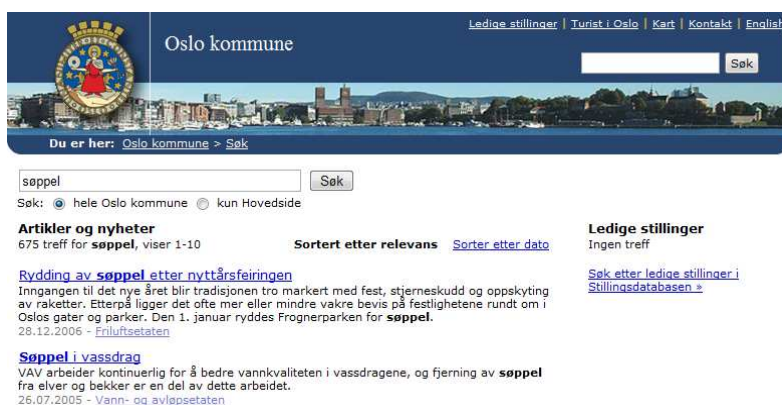 Ledige stillinger | Turist i Oslo | Kart | Kontakt | English
Oslo kommune
Søk
Du er her: Oslo kommune > Søk
søppel Søk
Søk: hele Oslo kommune kun Hovedside
Artikler og nyheter
675 treff for søppel, viser 1-10 Sortert etter relevans Sorter etter dato
Rydding av søppel etter nyttårsfeiringen
Inngangen til det nye året blir tradisjonen tro markert med fest, stjerneskudd og oppskyting
av raketter. Etterpå ligger det ofte mer eller mindre vakre bevis på festlighetene rundt om i
Oslos gater og parker. Den 1. januar ryddes Frognerparken for søppel.
28.12.2006 - Friluftsetaten
Søppel i vassdrag
VAV arbeider kontinuerlig for å bedre vannkvaliteten i vassdragene, og fjerning av søppel
fra elver og bekker er en del av dette arbeidet.
26.07.2005 - Vann- og avløpsetaten
Ledige stillinger
Ingen treff
Søk etter ledige stillinger i
Stillingsdatabasen »